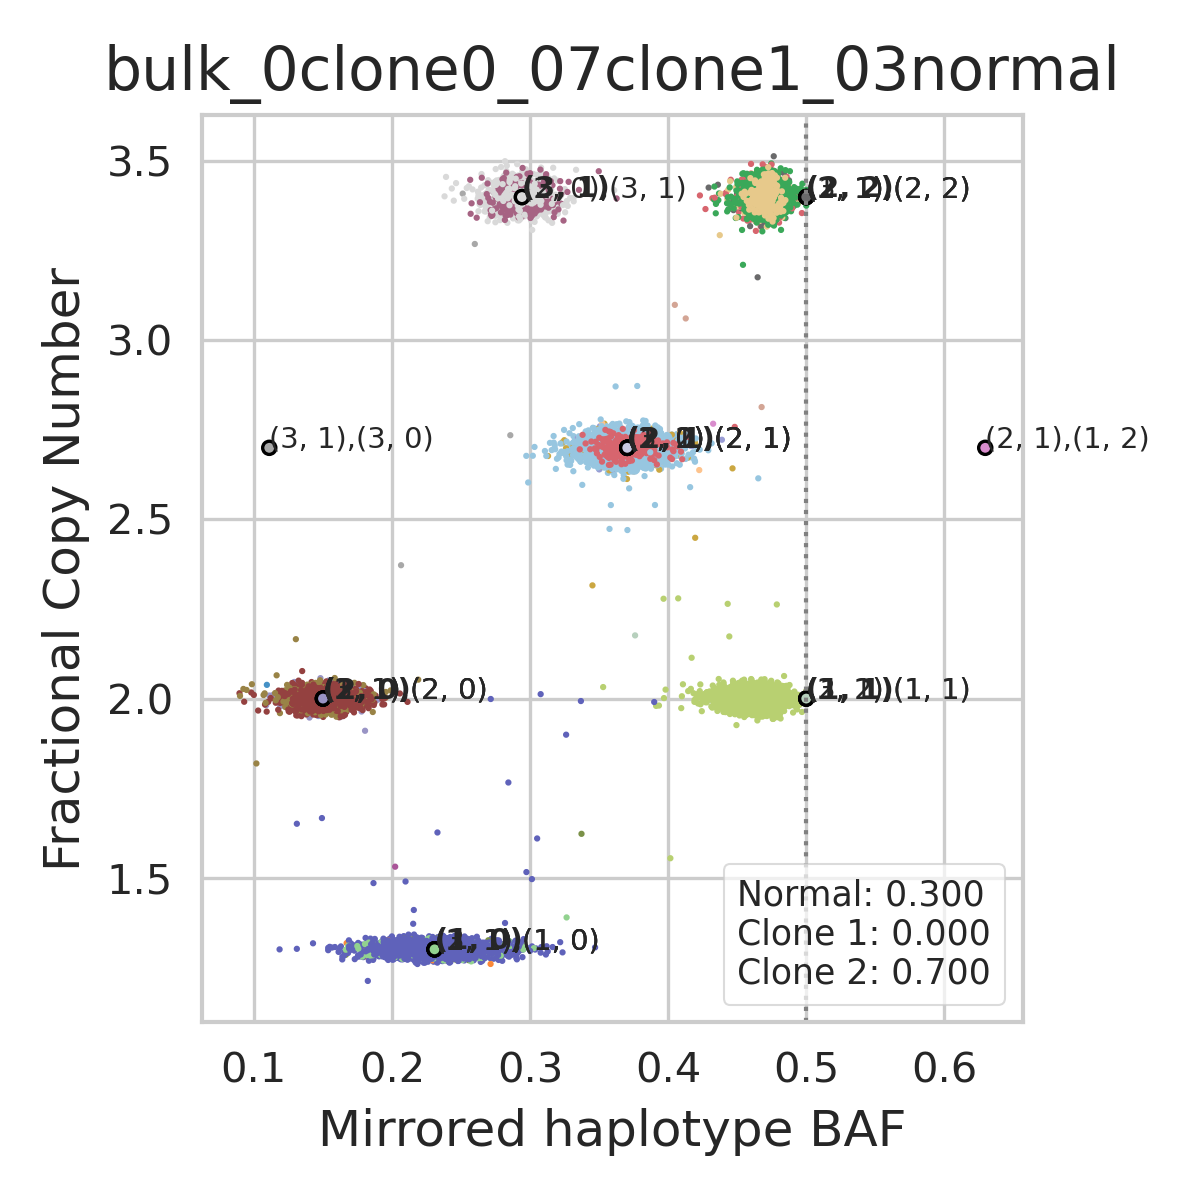 bulk_0clone0_07clone1_03normal
3.5
3.0
2.5
2.0
1.5
Fractional Copy Number
(3, 1)
(2, 2)
(3, 1),(3, 0)
(2, 1)
(2, 1),(1, 2)
(2, 0)
(1, 1)
(1, 0)
Normal: 0.300
Clone 1: 0.000
Clone 2: 0.700
0.1 0.2 0.3 0.4 0.5 0.6
Mirrored haplotype BAF